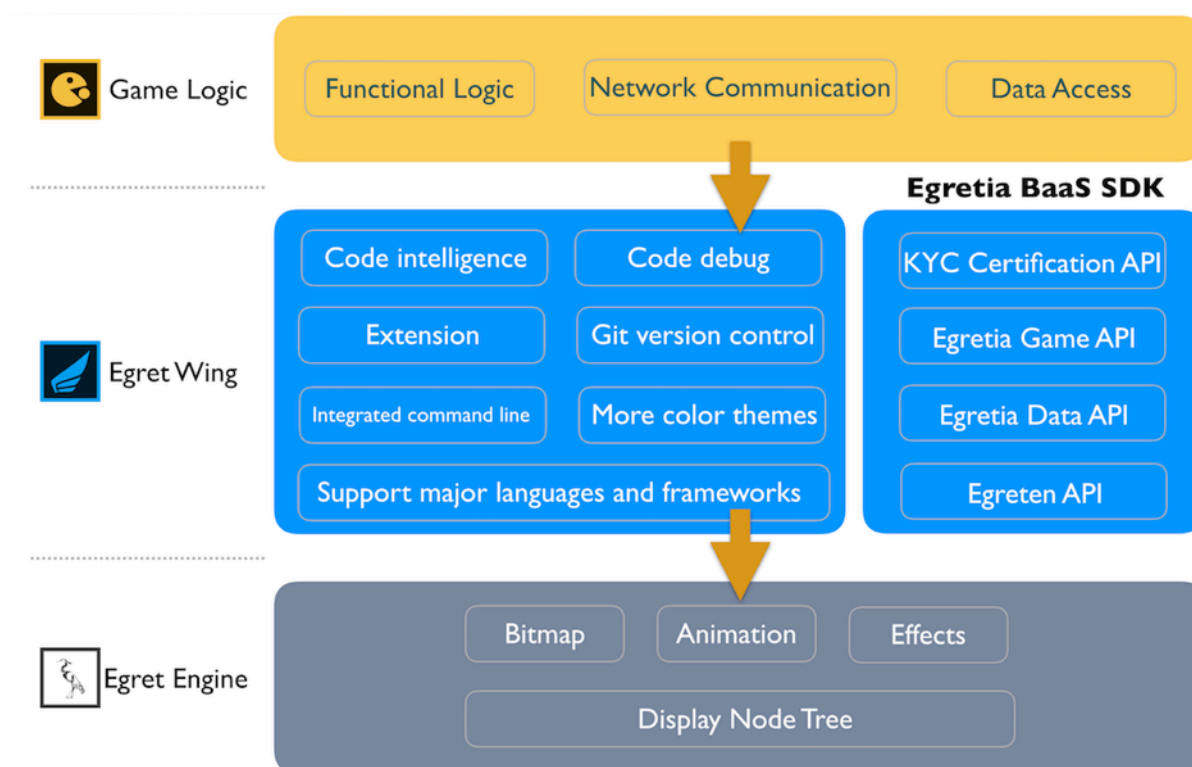 Game Logic
Functional Logic
Network Communication
Data Access
Egretia BaaS SDK
Egret Wing
Code intelligence
Code debug
Extension
Git version control
Integrated command line
More color themes
Support major languages and frameworks
KYC Certification API
Egretia Game API
Egretia Data API
Egreten API
Egret Engine
Bitmap
Animation
Effects
Display Node Tree